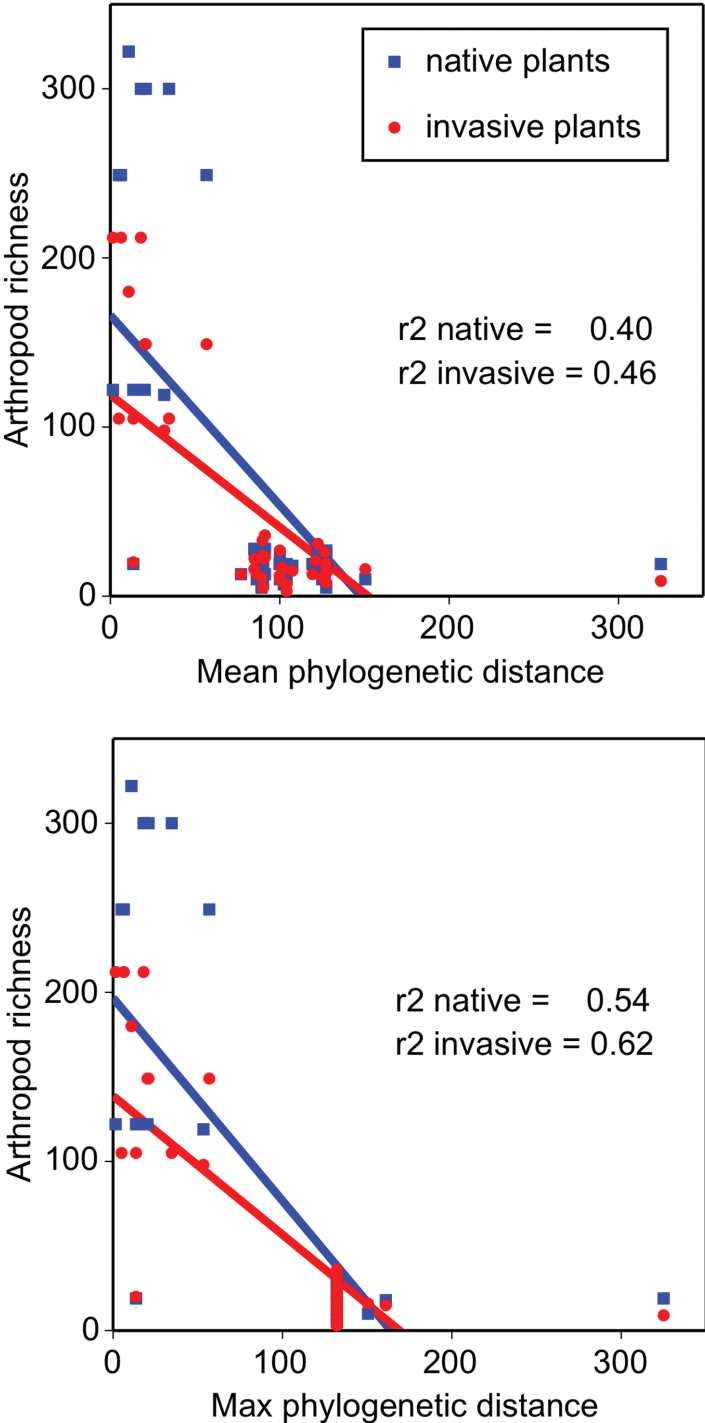 native plants
invasive plants
300
200
100
0
Arthropod richness
r2 native = 0.40
r2 invasive = 0.46
0 100 200 300
Mean phylogenetic distance
300
200
100
0
Arthropod richness
r2 native = 0.54
r2 invasive = 0.62
0 100 200 300
Max phylogenetic distance